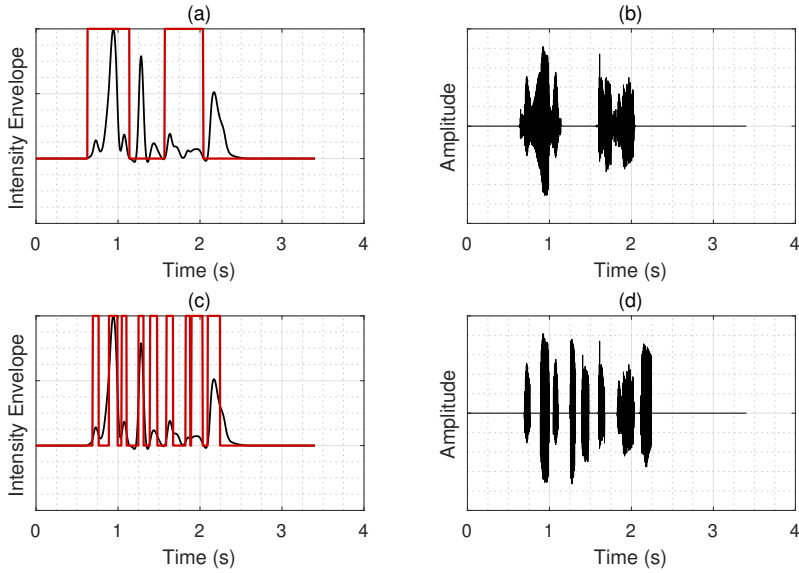 (a)
Intensity Envelope
0 1 2 3 4
Time (s)
(b)
Amplitude
0 1 2 3 4
Time (s)
(c)
Intensity Envelope
0 1 2 3 4
Time (s)
(d)
Amplitude
0 1 2 3 4
Time (s)